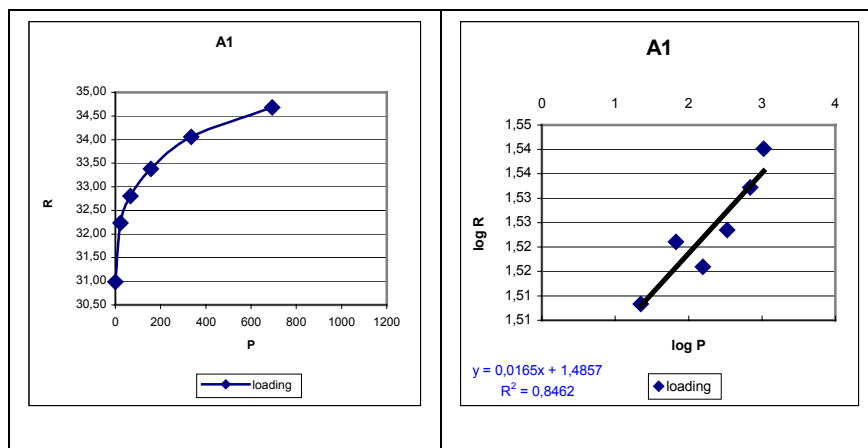 A1
35,00
34,50
34,00
33,50
33,00
32,50
32,00
31,50
31,00
30,50
R
0 200 400 600 800 1000 1200
P
loading
A1
0 1 2 3 4
1,55
1,54
1,54
1,53
1,53
1,52
1,52
1,51
1,51
log R
log P
y = 0,0165x + 1,4857
R² = 0,8462
loading